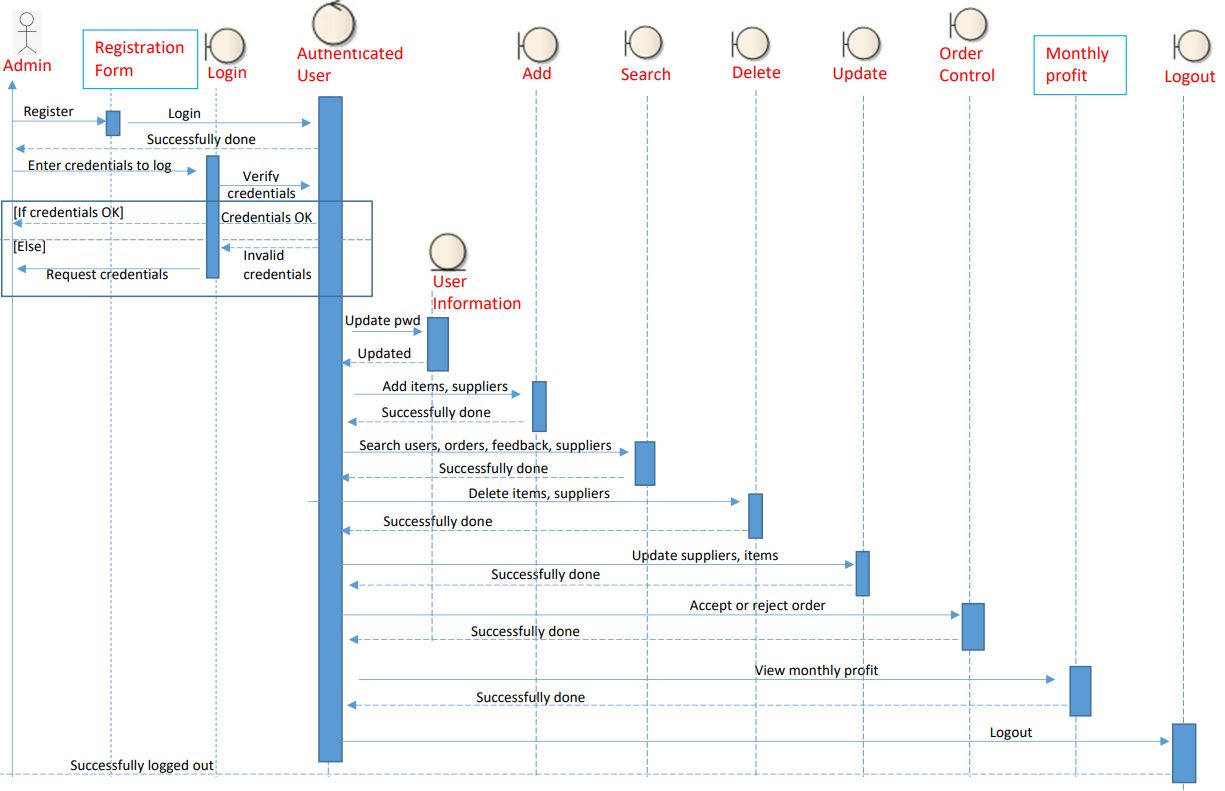 Admin
Registration
Form
Login
Authenticated
User
Add
Search
Delete
Update
Order
Control
Monthly
profit
Logout
Register
Login
Successfully done
Enter credentials to log
Verify
credentials
[If credentials OK]
Credentials OK
[Else]
Invalid
credentials
Request credentials
User
Information
Update pwd
Updated
Add items, suppliers
Successfully done
Search users, orders, feedback, suppliers
Successfully done
Delete items, suppliers
Successfully done
Update suppliers, items
Successfully done
Accept or reject order
Successfully done
View monthly profit
Successfully done
Logout
Successfully logged out